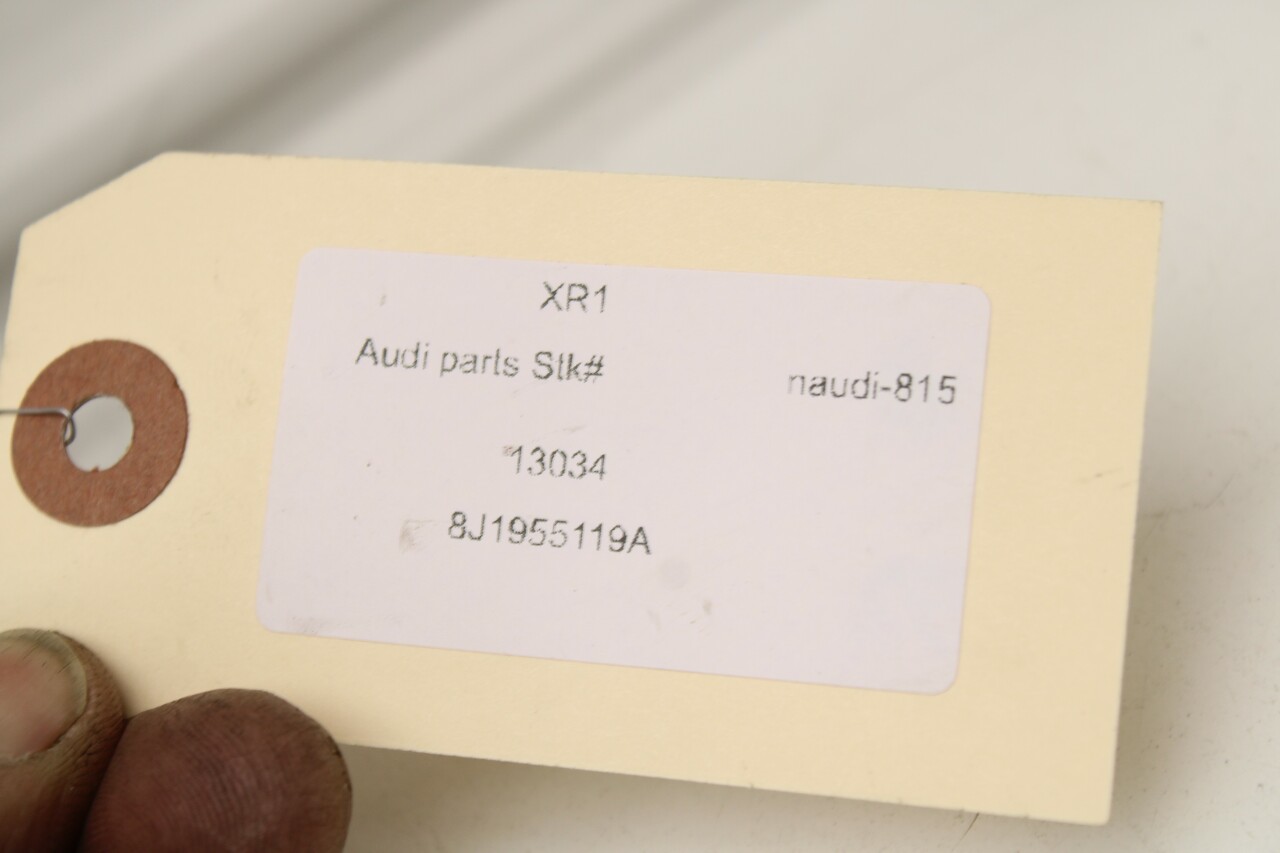 XR1
Audi parts Stk# naudi-815
13034
8J1955119A